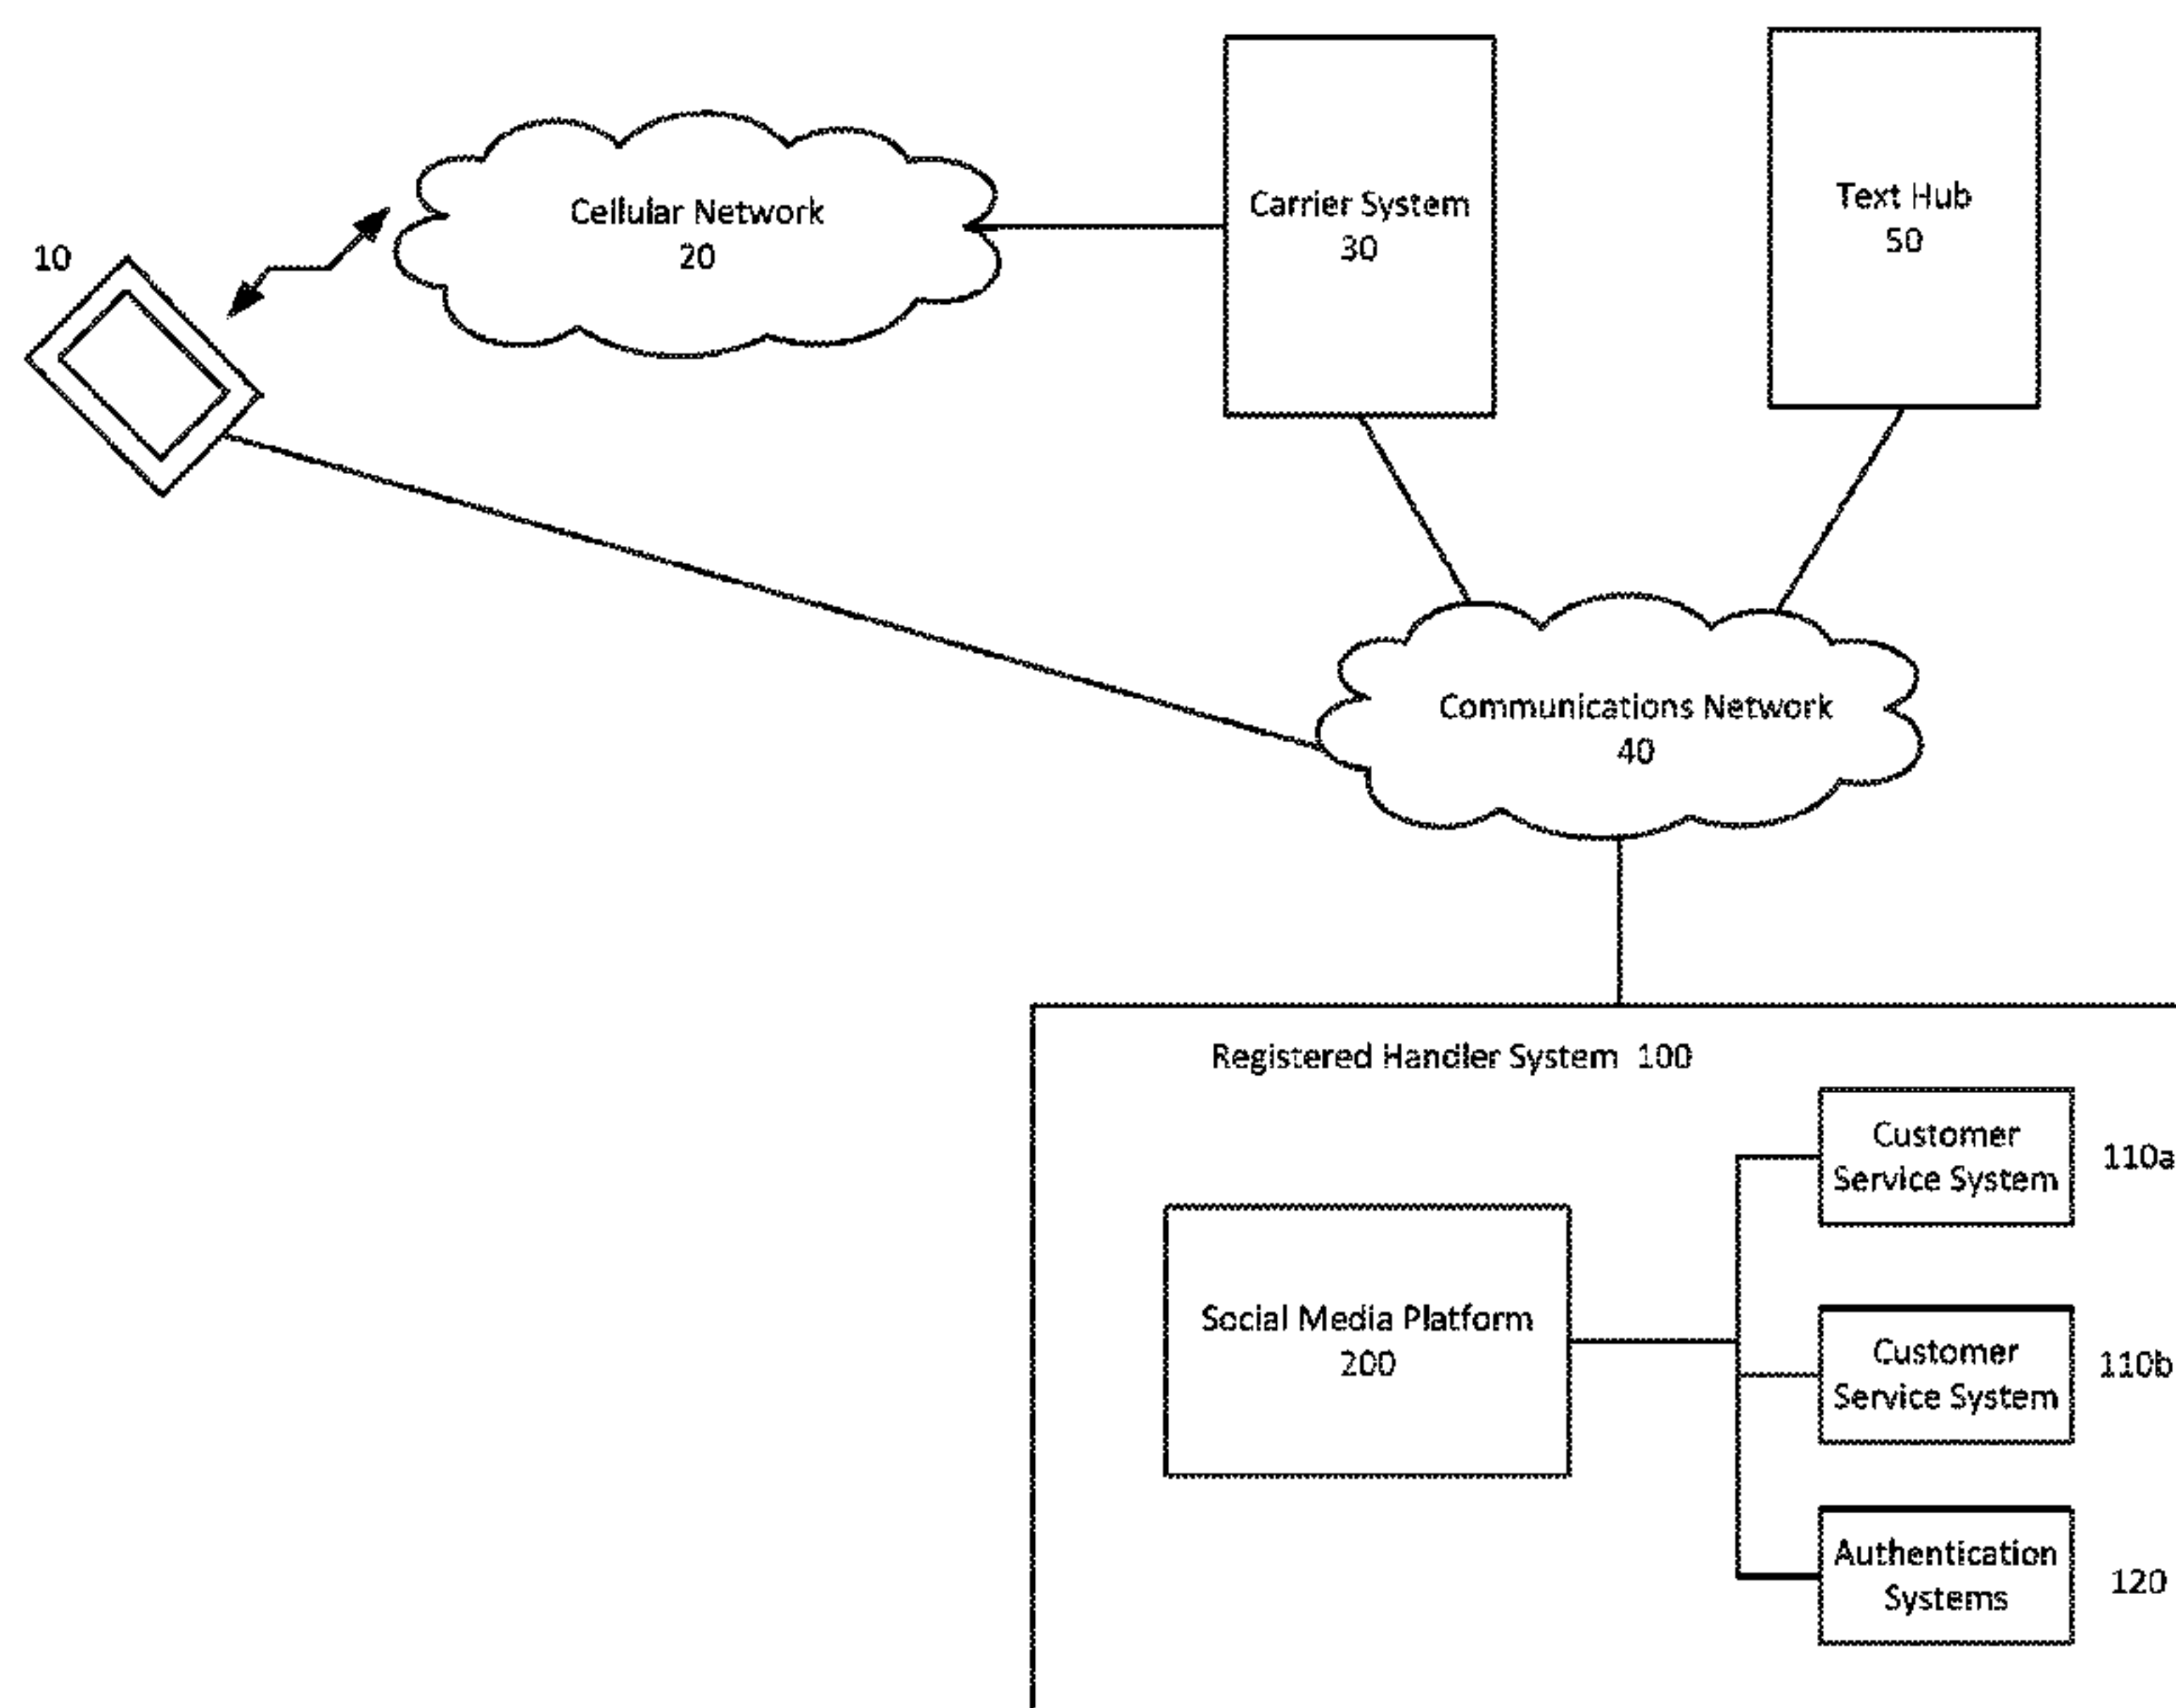 10
Cellular Network
20
Carrier System
30
Text Hub
50
Communications Network
40
Registered Handler System 100
Customer
Service System
110a
Social Media Platform
200
Customer
Service System
110b
Authentication
Systems
120